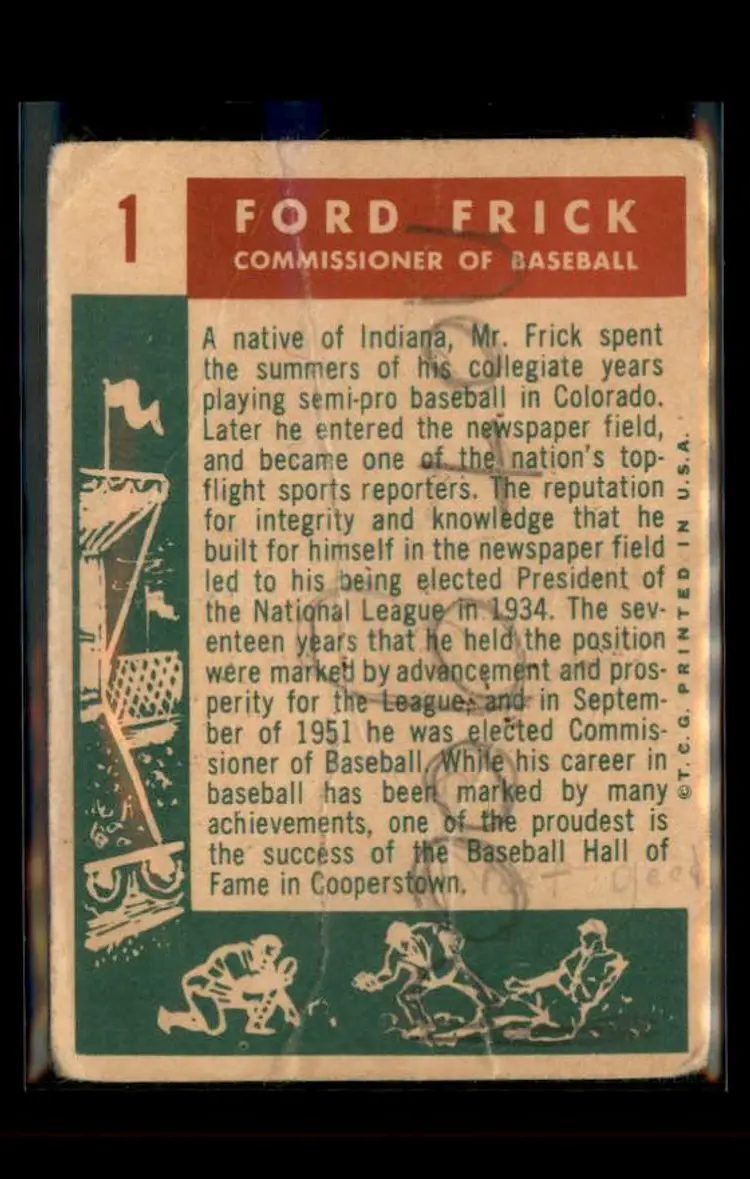 1
FORD FRICK
COMMISSIONER OF BASEBALL
A native of Indiana, Mr. Frick spent
the summers of his collegiate years
playing semi-pro baseball in Colorado.
Later he entered the newspaper field,
and became one of the nation's top-
flight sports reporters. The reputation
for integrity and knowledge that he
built for himself in the newspaper field
led to his being elected President of
the National League in 1934. The sev-
enteen years that he held the position
were marked by advancement and pros-
perity for the League, and in Septem-
ber of 1951 he was elected Commis-
sioner of Baseball. While his career in
baseball has been marked by many
achievements, one of the proudest is
the success of the Baseball Hall of
Fame in Cooperstown.
©T.C.G. PRINTED IN U.S.A.